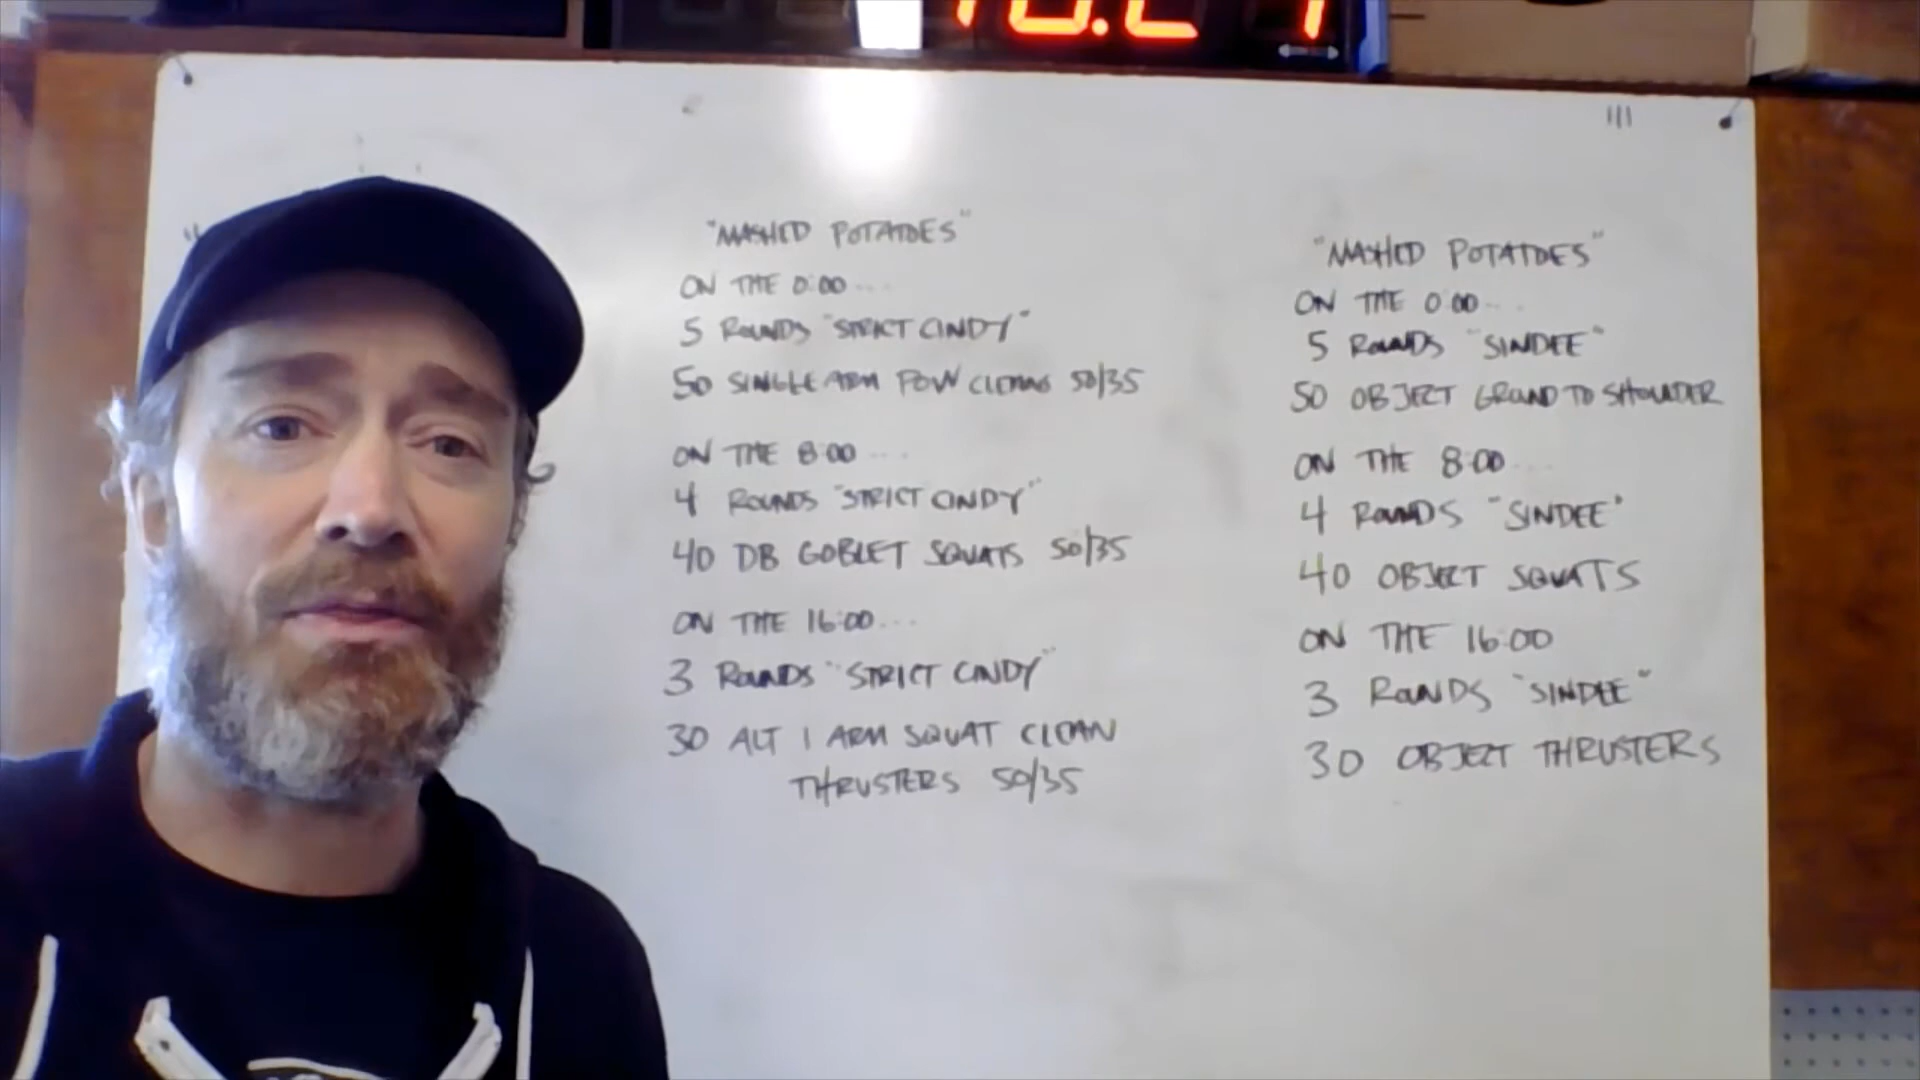 "MASHED POTATOES"
ON THE 0:00...
5 ROUNDS "STRICT CINDY"
50 SINGLE ARM POW CLEANS 50/35
ON THE 8:00...
4 ROUNDS "STRICT CINDY"
40 DB GOBLET SQUATS 50/35
ON THE 16:00...
3 ROUNDS "STRICT CINDY"
30 ALT 1 ARM SQUAT CLEAN
THRUSTERS 50/35
"MASHED POTATOES"
ON THE 0:00...
5 ROUNDS "SINDEE"
50 OBJECT GROUND TO SHOULDER
ON THE 8:00...
4 ROUNDS "SINDEE"
40 OBJECT SQUATS
ON THE 16:00
3 ROUNDS "SINDEE"
30 OBJECT THRUSTERS